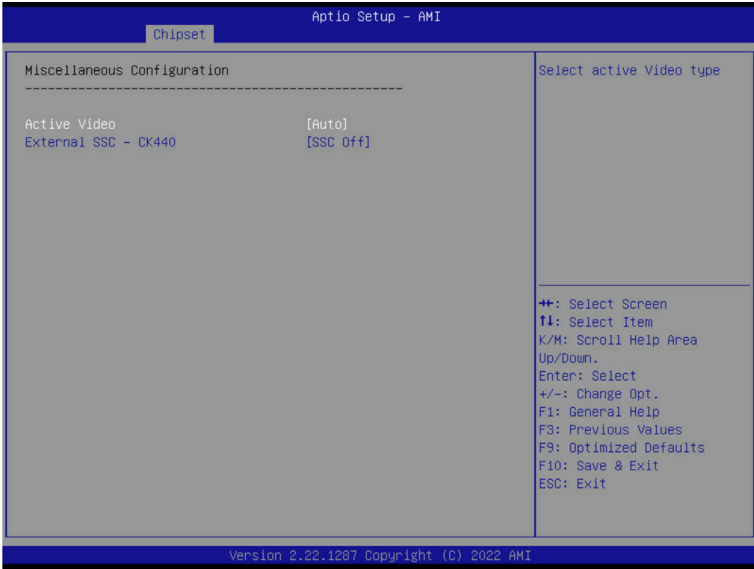 Aptio Setup – AMI
Chipset
Miscellaneous Configuration
--------------------------------------------------
Active Video [Auto]
External SSC – CK440 [SSC Off]
Select active Video type
→←: Select Screen
↑↓: Select Item
K/M: Scroll Help Area
Up/Down.
Enter: Select
+/-: Change Opt.
F1: General Help
F3: Previous Values
F9: Optimized Defaults
F10: Save & Exit
ESC: Exit
Version 2.22.1287 Copyright (C) 2022 AMI